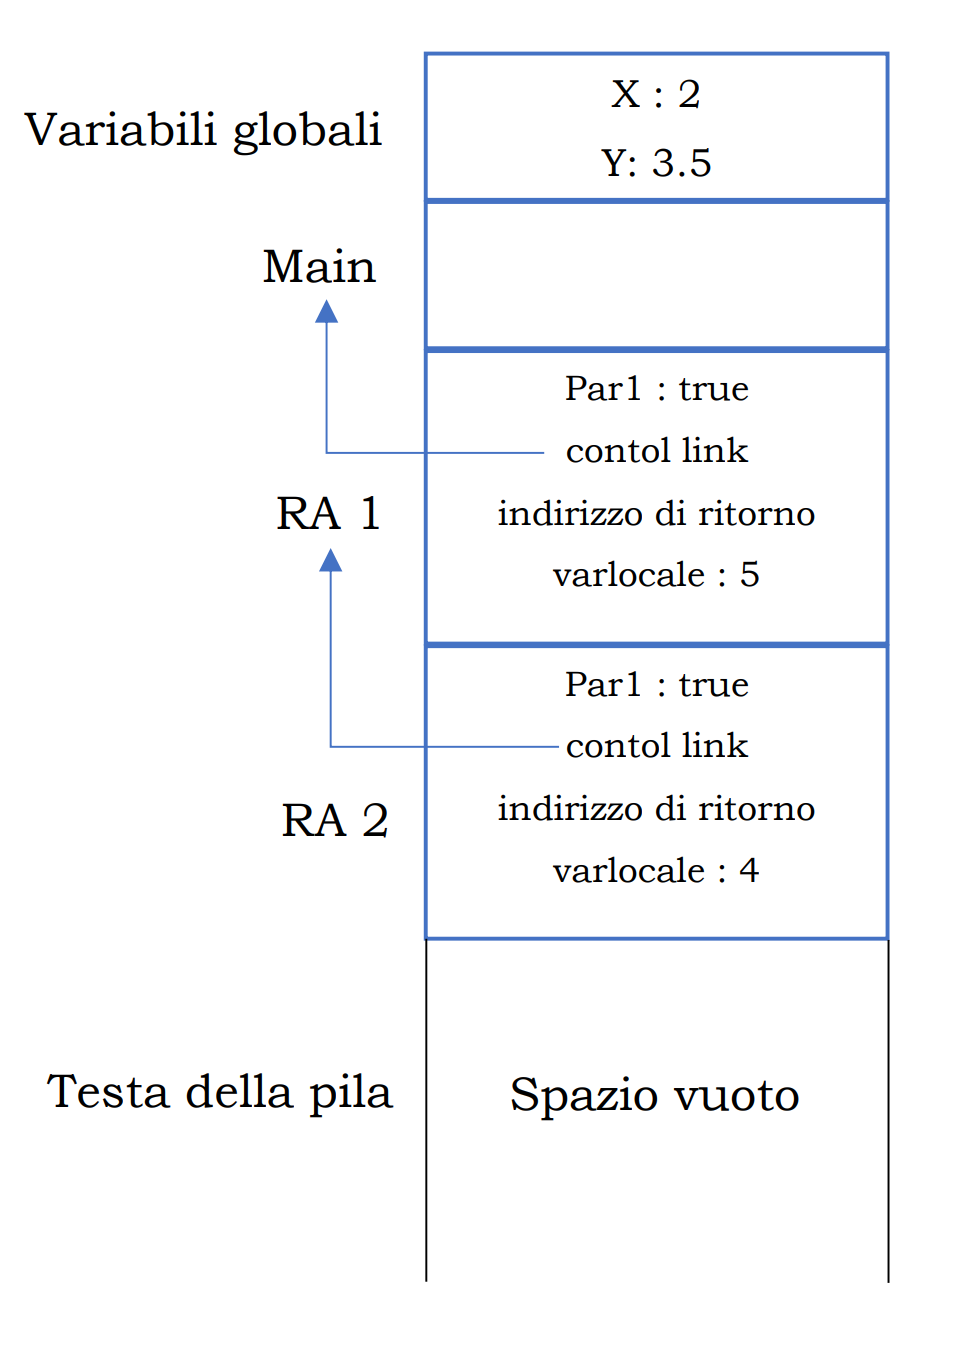 X : 2
Variabili globali
Y: 3.5
Main
Par1 : true
contol link
RA 1
indirizzo di ritorno
varlocale : 5
Par1 : true
contol link
indirizzo di ritorno
RA 2
varlocale : 4
Testa della pila
Spazio vuoto